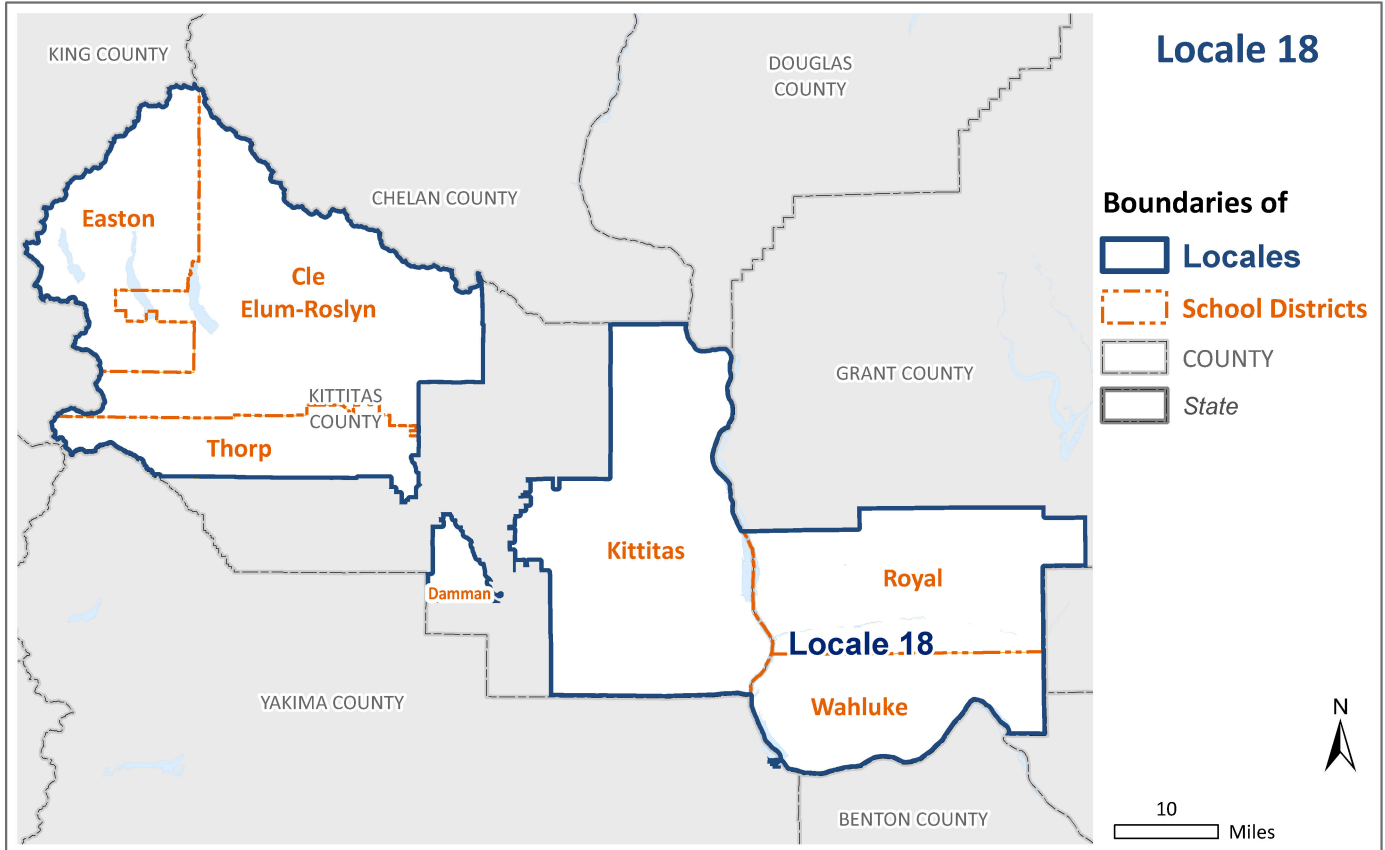 Locale 18
KING COUNTY
DOUGLAS
COUNTY
CHELAN COUNTY
Easton
Cle
Elum-Roslyn
GRANT COUNTY
KITTITAS
COUNTY
Thorp
Kittitas
Damman
Royal
Locale 18
Wahluke
YAKIMA COUNTY
BENTON COUNTY
Boundaries of
Locales
School Districts
COUNTY
State
N
10
Miles